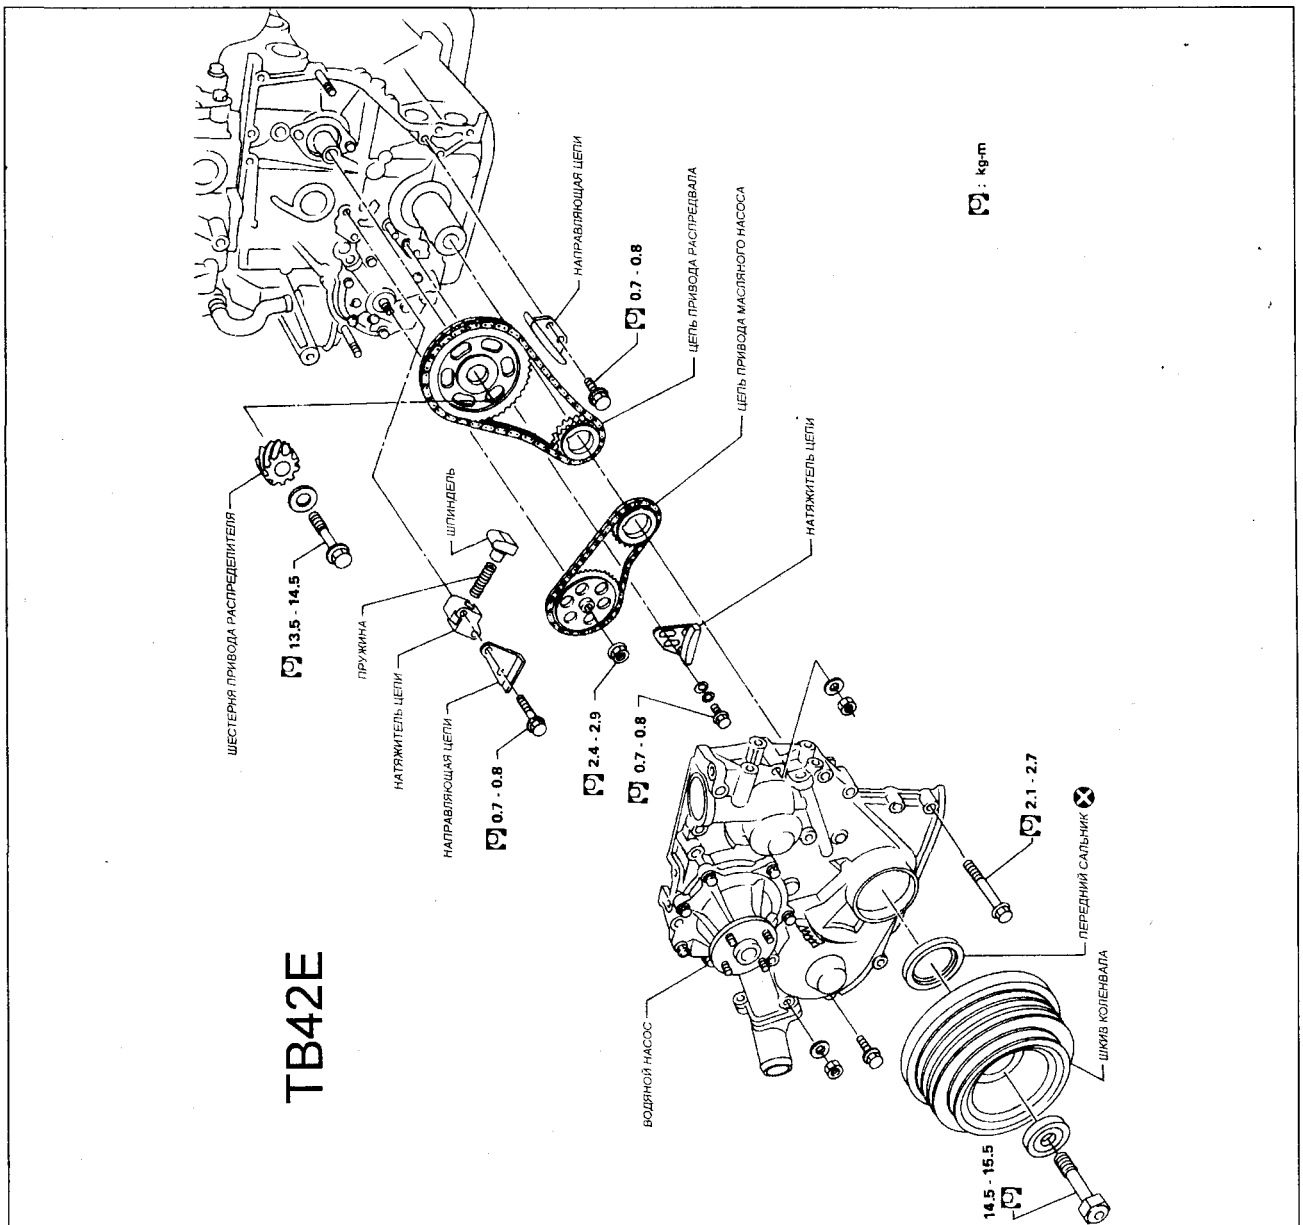 TB42E
ШЕСТЕРНЯ ПРИВОДА РАСПРЕДЕЛИТЕЛЯ
13.5 - 14.5
ПРУЖИНА
ШПИНДЕЛЬ
НАТЯЖИТЕЛЬ ЦЕПИ
НАПРАВЛЯЮЩАЯ ЦЕПИ
0.7 - 0.8
2.4 - 2.9
0.7 - 0.8
НАПРАВЛЯЮЩАЯ ЦЕПИ
0.7 - 0.8
ЦЕПЬ ПРИВОДА РАСПРЕДВАЛА
ЦЕПЬ ПРИВОДА МАСЛЯНОГО НАСОСА
НАТЯЖИТЕЛЬ ЦЕПИ
: kg-m
ВОДЯНОЙ НАСОС
2.1 - 2.7
ПЕРЕДНИЙ САЛЬНИК
ШКИВ КОЛЕНВАЛА
14.5 - 15.5